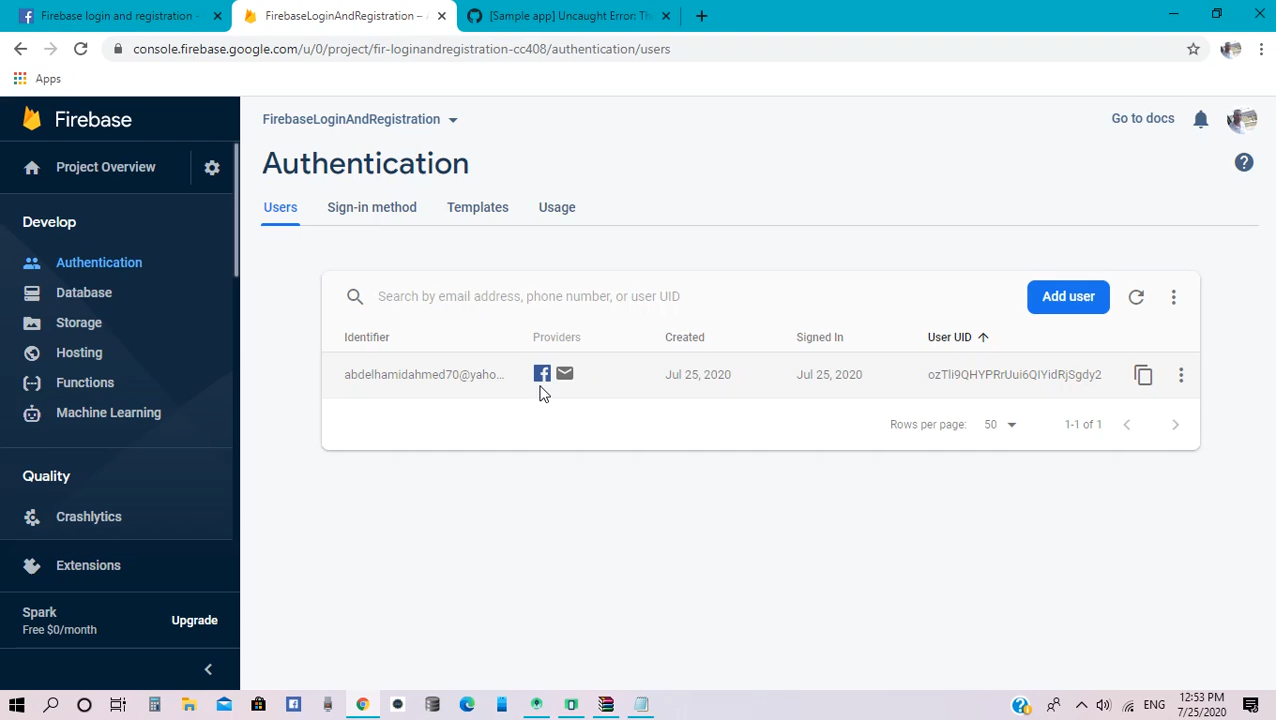 Firebase login and registration -
FirebaseLoginAndRegistration –
[Sample app] Uncaught Error: Th
console.firebase.google.com/u/0/project/fir-loginandregistration-cc408/authentication/users
Apps
Firebase
Project Overview
Develop
Authentication
Database
Storage
Hosting
Functions
Machine Learning
Quality
Crashlytics
Extensions
Spark
Free $0/month
Upgrade
FirebaseLoginAndRegistration
Go to docs
Authentication
Users Sign-in method Templates Usage
Search by email address, phone number, or user UID
Add user
Identifier Providers Created Signed In User UID
abdelhamidahmed70@yaho... Jul 25, 2020 Jul 25, 2020 ozTli9QHYPRrUui6QIYidRjSgdy2
Rows per page: 50 1-1 of 1
ENG
12:53 PM
7/25/2020